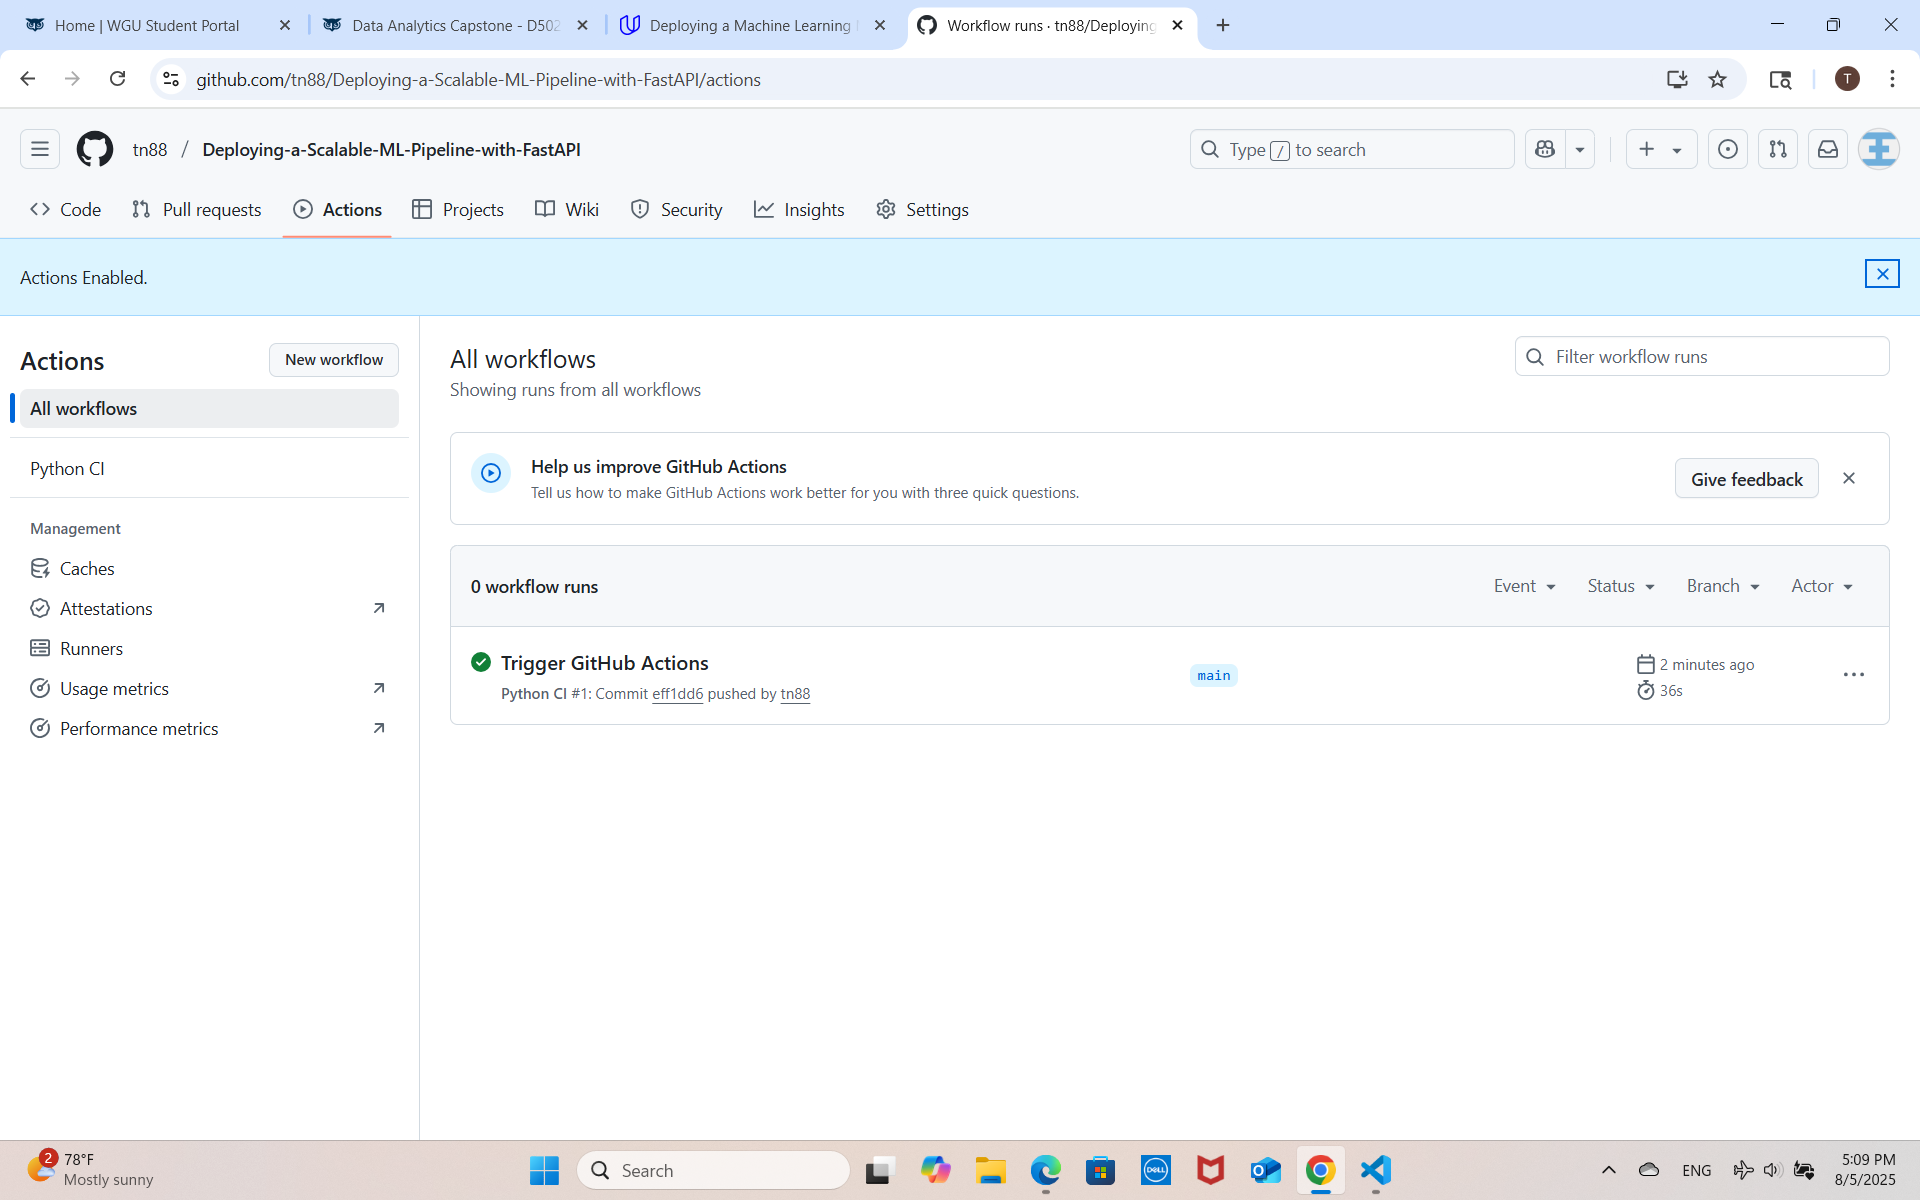 Home | WGU Student Portal
Data Analytics Capstone - D502
Deploying a Machine Learning
Workflow runs · tn88/Deploying
github.com/tn88/Deploying-a-Scalable-ML-Pipeline-with-FastAPI/actions
T
tn88 / Deploying-a-Scalable-ML-Pipeline-with-FastAPI
Type / to search
Code
Pull requests
Actions
Projects
Wiki
Security
Insights
Settings
Actions Enabled.
Actions
New workflow
All workflows
Python CI
Management
Caches
Attestations
Runners
Usage metrics
Performance metrics
All workflows
Showing runs from all workflows
Filter workflow runs
Help us improve GitHub Actions
Tell us how to make GitHub Actions work better for you with three quick questions.
Give feedback
0 workflow runs
Event
Status
Branch
Actor
Trigger GitHub Actions
Python CI #1: Commit eff1dd6 pushed by tn88
main
2 minutes ago
36s
2
78°F
Mostly sunny
Search
DELL
ENG
5:09 PM
8/5/2025